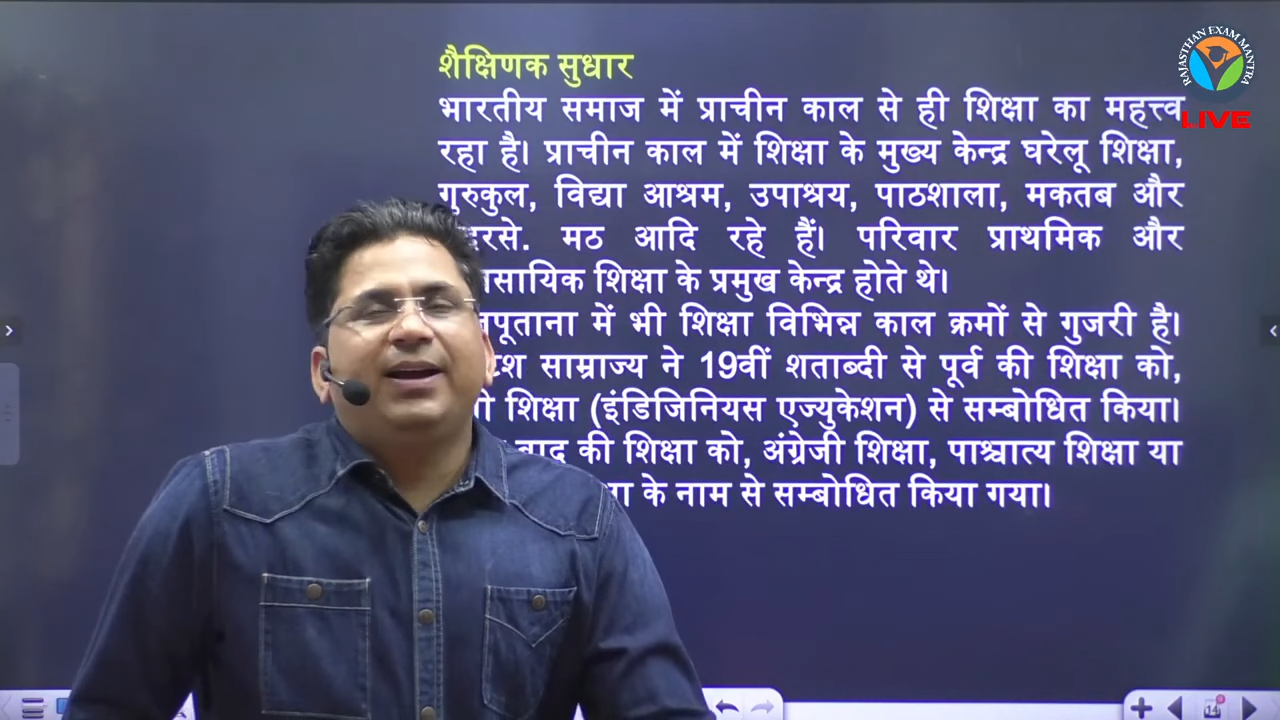 शैक्षिणक सुधार
भारतीय समाज में प्राचीन काल से ही शिक्षा का महत्त्व
रहा है। प्राचीन काल में शिक्षा के मुख्य केन्द्र घरेलू शिक्षा,
गुरुकुल, विद्या आश्रम, उपाश्रय, पाठशाला, मकतब और
मठ आदि रहे हैं। परिवार प्राथमिक और
शिक्षा के प्रमुख केन्द्र होते थे।
में भी शिक्षा विभिन्न काल क्रमों से गुजरी है।
साम्राज्य ने 19वीं शताब्दी से पूर्व की शिक्षा को,
शिक्षा (इंडिजिनियस एज्युकेशन) से सम्बोधित किया।
वाद की शिक्षा को, अंग्रेजी शिक्षा, पाश्चात्य शिक्षा या
के नाम से सम्बोधित किया गया।
RAJASTHAN EXAM MANTRA
LIVE
14